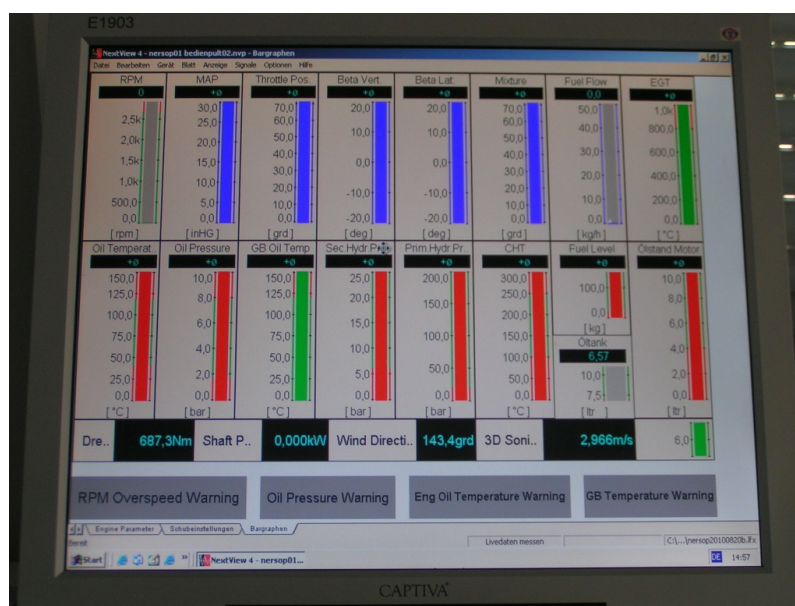 E1903
NextView 4 - nersop01 bedienpult02.nvp - Bargraphen
Datei Bearbeiten Gerät Blatt Anzeige Signale Optionen Hilfe
RPM MAP Throttle Pos. Beta Vert. Beta Lat. Mixture Fuel Flow EGT
0 +ø +ø +ø +ø +ø 0,0 +ø
2,5k 2,0k 1,5k 1,0k 500,0 0,0
30,0 25,0 20,0 15,0 10,0 5,0 0,0
70,0 60,0 50,0 40,0 30,0 20,0 10,0 0,0
20,0 10,0 0,0 -10,0 -20,0
20,0 10,0 0,0 -10,0 -20,0
70,0 60,0 50,0 40,0 30,0 20,0 10,0 0,0
50,0 40,0 30,0 20,0 10,0 0,0
1,0k 800,0 600,0 400,0 200,0 0,0
[rpm] [inHG] [grd] [deg] [deg] [grd] [kg/h] [°C]
Oil Temperat.. Oil Pressure GB Oil Temp Sec.Hydr Prim.Hydr Pr.. CHT Fuel Level Ölstand Motor
+ø +ø +ø +ø +ø +ø +ø +ø
150,0 125,0 100,0 75,0 50,0 25,0 0,0
10,0 8,0 6,0 4,0 2,0 0,0
150,0 125,0 100,0 75,0 50,0 25,0 0,0
25,0 20,0 15,0 10,0 5,0 0,0
200,0 150,0 100,0 50,0 0,0
300,0 250,0 200,0 150,0 100,0 50,0 0,0
100,0 0,0
[kg]
Öltank
6,57
10,0 7,5
10,0 8,0 6,0 4,0 2,0 0,0
[°C] [bar] [°C] [bar] [bar] [°C] [ltr] [ltr]
Dre.. 687,3Nm Shaft P.. 0,000kW Wind Directi.. 143,4grd 3D Soni.. 2,966m/s 6,0
RPM Overspeed Warning Oil Pressure Warning Eng Oil Temperature Warning GB Temperature Warning
Engine Parameter Schubeinstellungen Bargraphen
Bereit Livedaten messen C:\...\nersop20100820b.lfx
Start NextView 4 - nersop01... DE 14:57
CAPTIVA